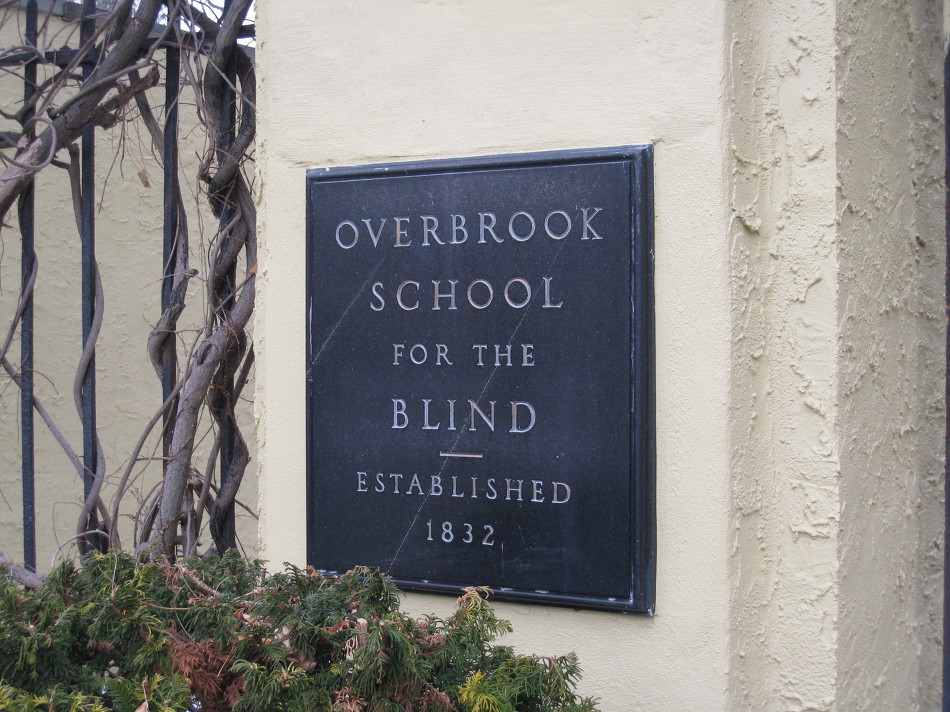 OVERBROOK
SCHOOL
FOR THE
BLIND
ESTABLISHED
1832